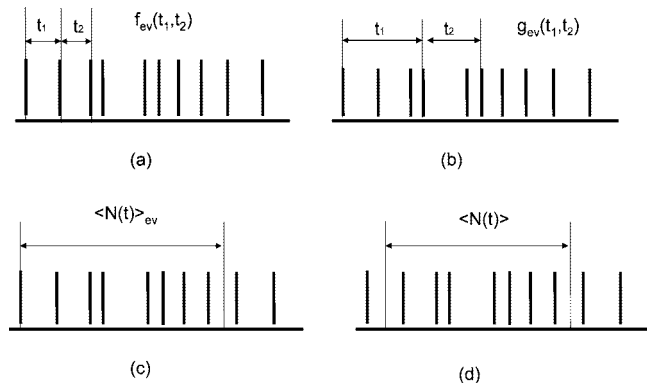 t₁ t₂ fₑᵥ(t₁,t₂)
t₁ t₂ gₑᵥ(t₁,t₂)
(a)
(b)
<N(t)>ₑᵥ
<N(t)>
(c)
(d)